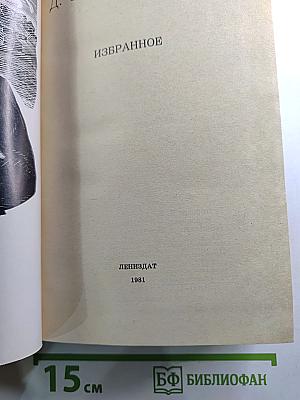 Д.
ИЗБРАННОЕ
ЛЕНИЗДАТ
1981
15 см
БФ БИБЛИОФАН